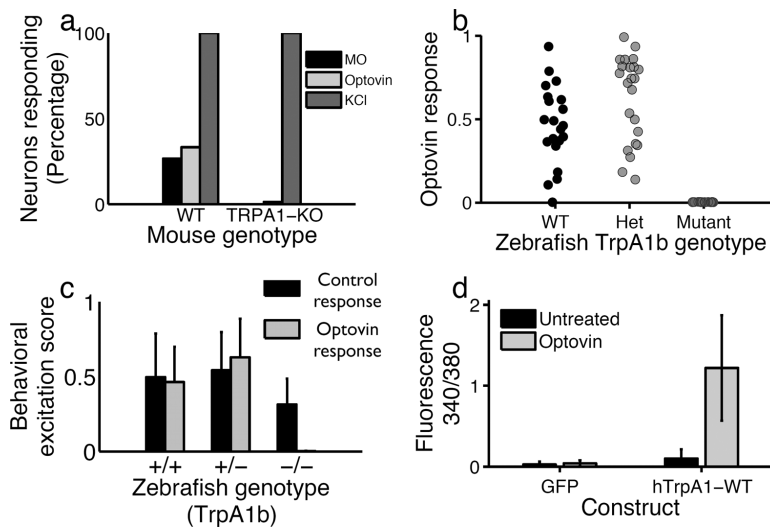 a
100
50
0
Neurons responding
(Percentage)
MO
Optovin
KCl
WT TRPA1-KO
Mouse genotype
b
1
0.5
0
Optovin response
WT Het Mutant
Zebrafish TrpA1b genotype
c
1
0.5
0
Behavioral
excitation score
Control
response
Optovin
response
+/+ +/- -/-
Zebrafish genotype
(TrpA1b)
d
2
1
0
Fluorescence
340/380
Untreated
Optovin
GFP hTrpA1-WT
Construct